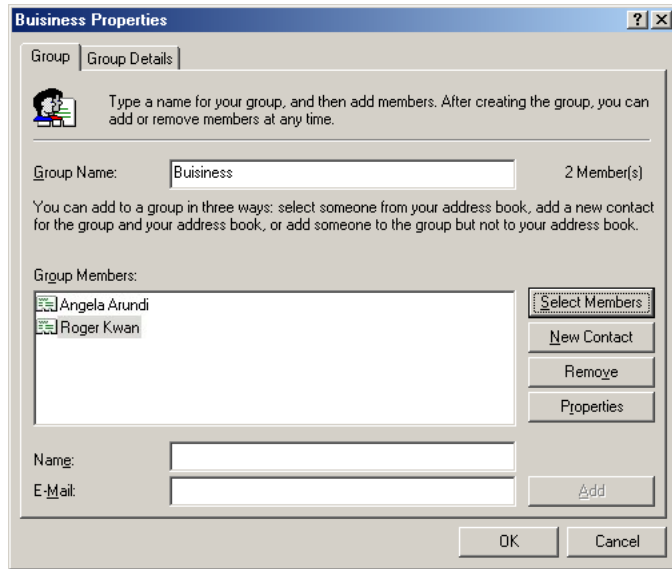 Buisiness Properties
Group
Group Details
Type a name for your group, and then add members. After creating the group, you can
add or remove members at any time.
Group Name:
Buisiness
2 Member(s)
You can add to a group in three ways: select someone from your address book, add a new contact
for the group and your address book, or add someone to the group but not to your address book.
Group Members:
Angela Arundi
Roger Kwan
Select Members
New Contact
Remove
Properties
Name:
E-Mail:
Add
OK
Cancel